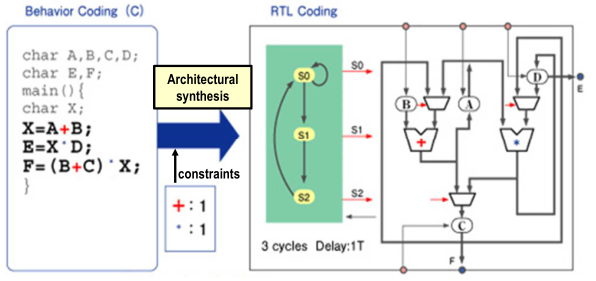 Behavior Coding (C)
char A,B,C,D;
char E,F;
main(){
char X;
X=A+B;
E=X*D;
F=(B+C)*X;
}
Architectural
synthesis
constraints
+:1
*:1
RTL Coding
S0
S1
S2
S0
S1
S2
3 cycles Delay:1T
B
A
D
E
+
*
C
F